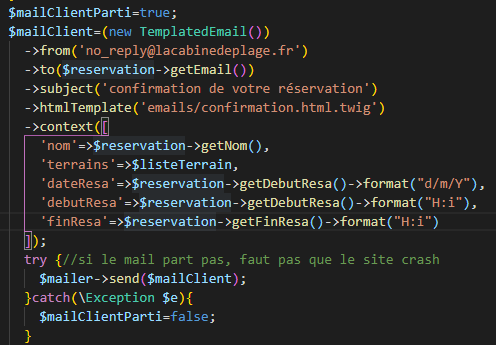 $mailClientParti=true;
$mailClient=(new TemplatedEmail())
->from('no_reply@lacabinedeplage.fr')
->to($reservation->getEmail())
->subject('confirmation de votre réservation')
->htmlTemplate('emails/confirmation.html.twig')
->context([
'nom'=>$reservation->getNom(),
'terrains'=>$listeTerrain,
'dateResa'=>$reservation->getDebutResa()->format("d/m/Y"),
'debutResa'=>$reservation->getDebutResa()->format("H:i"),
'finResa'=>$reservation->getFinResa()->format("H:i")
]);
try {//si le mail part pas, faut pas que le site crash
$mailer->send($mailClient);
}catch(\Exception $e){
$mailClientParti=false;
}